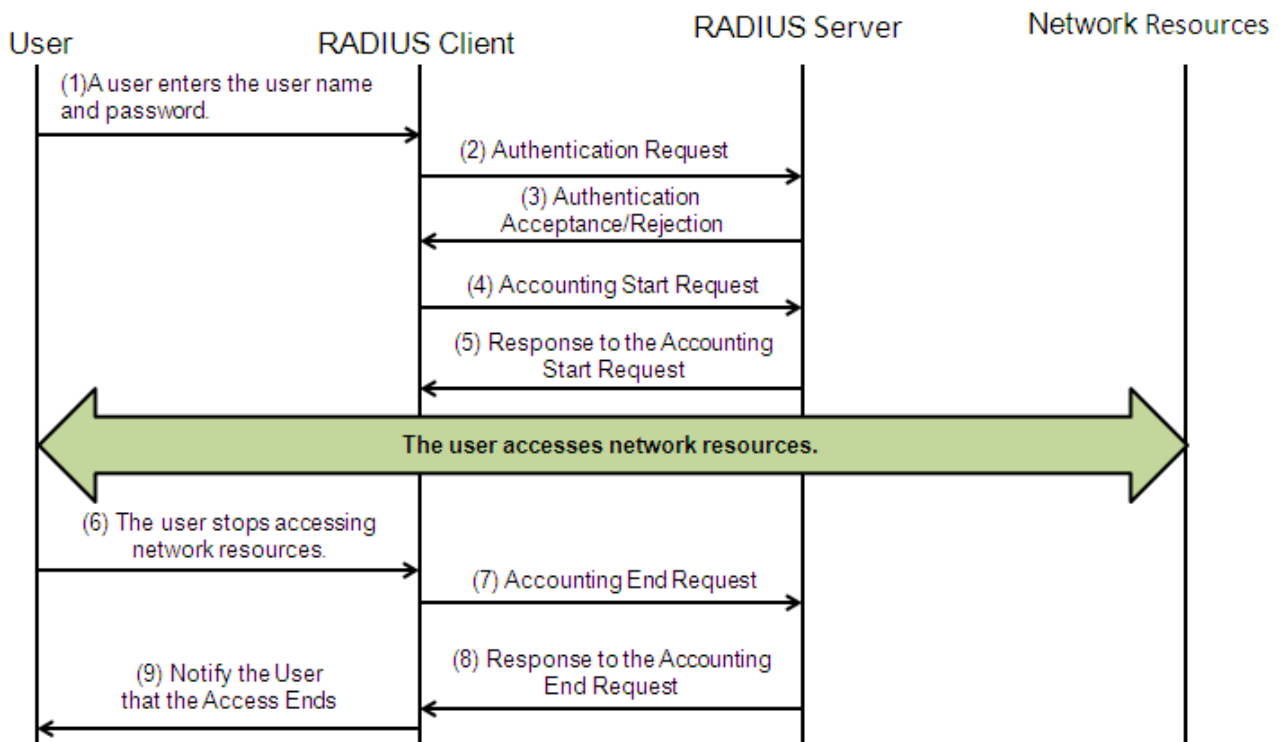 User
RADIUS Client
RADIUS Server
Network Resources
(1)A user enters the user name
and password.
(2) Authentication Request
(3) Authentication
Acceptance/Rejection
(4) Accounting Start Request
(5) Response to the Accounting
Start Request
The user accesses network resources.
(6) The user stops accessing
network resources.
(7) Accounting End Request
(8) Response to the Accounting
End Request
(9) Notify the User
that the Access Ends